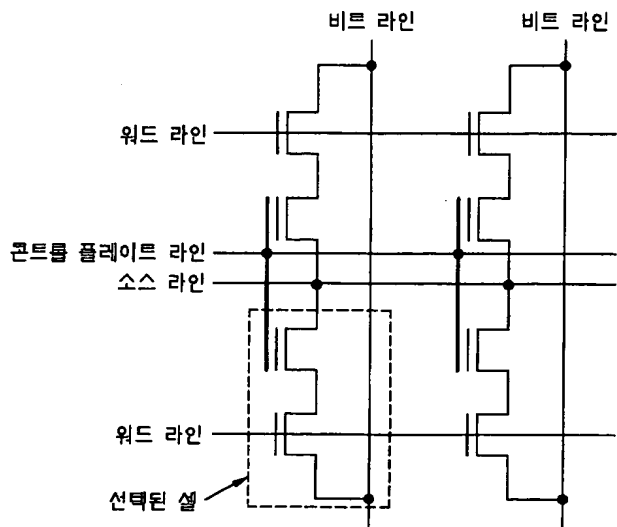 비트 라인
비트 라인
워드 라인
콘트롤 플레이트 라인
소스 라인
워드 라인
선택된 셀